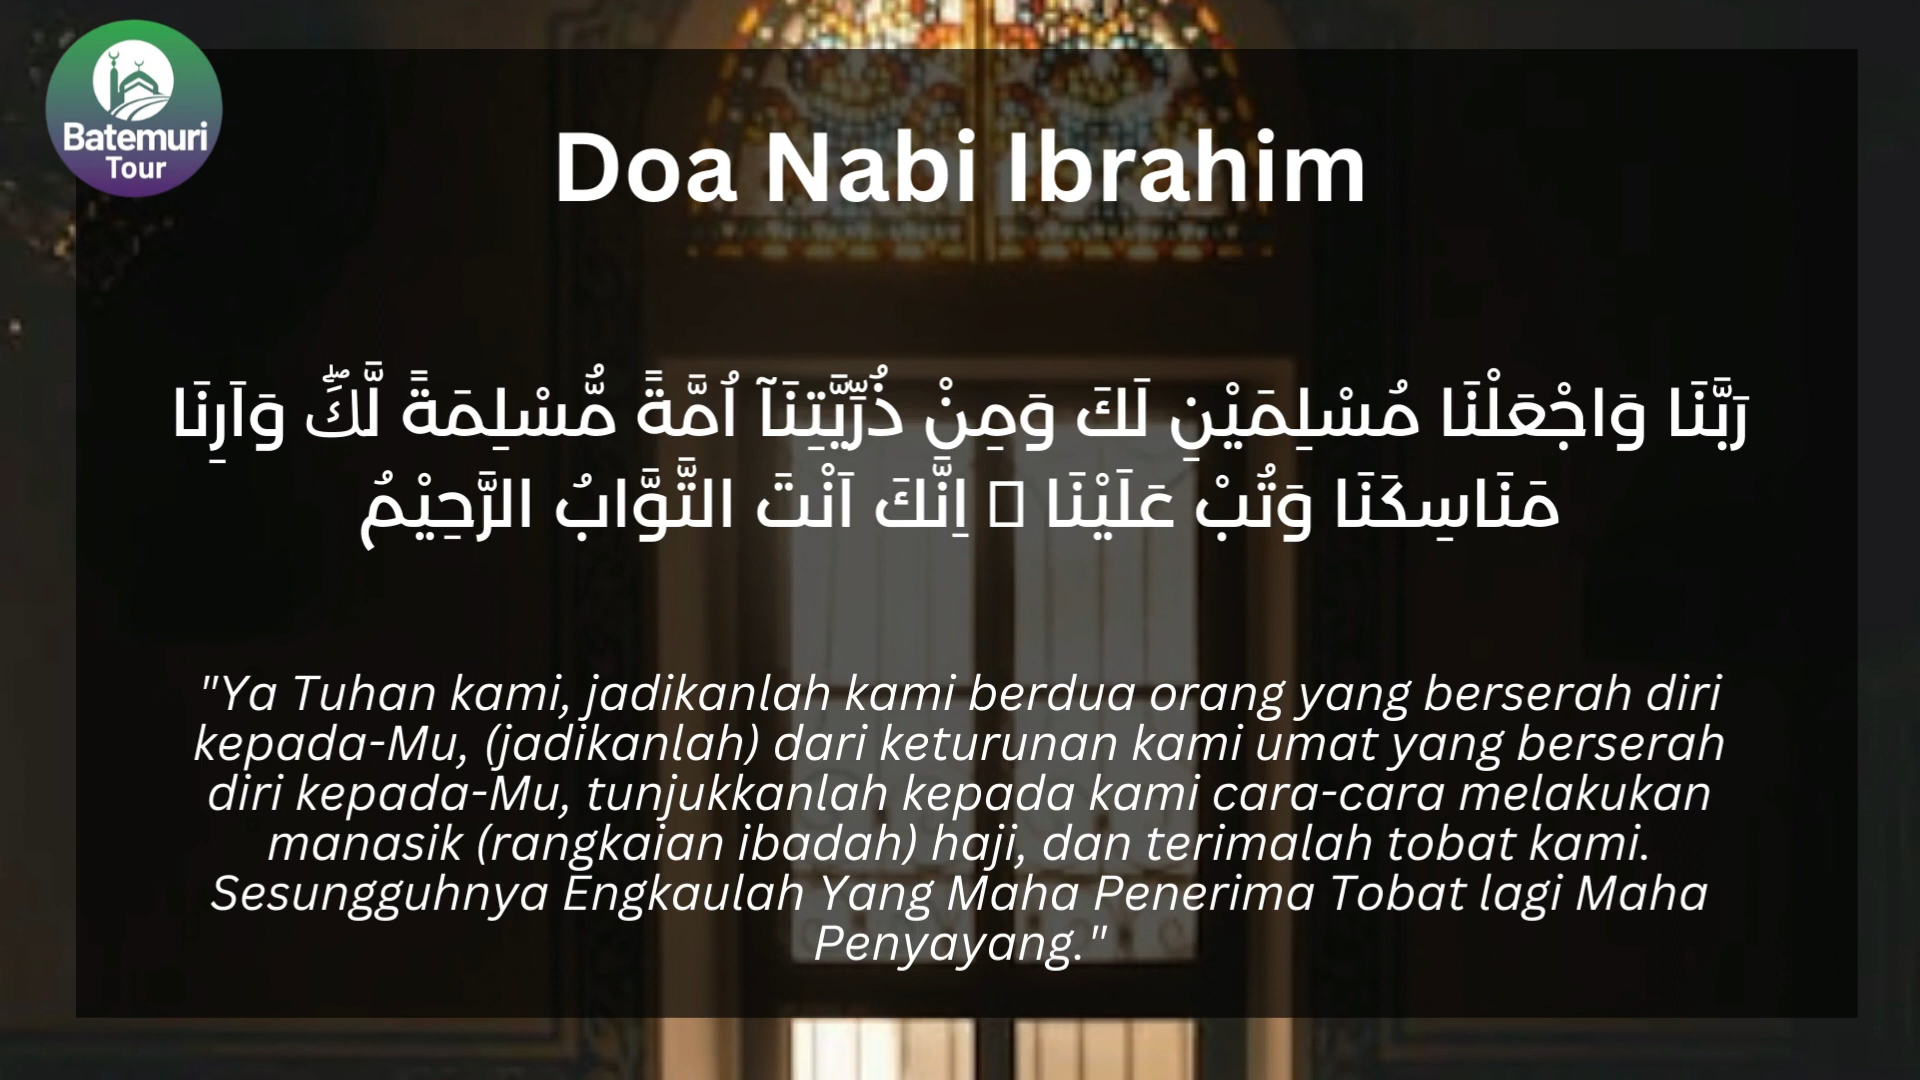 Batemuri
Tour
Doa Nabi Ibrahim
رَبَّنَا وَاجْعَلْنَا مُسْلِمَيْنِ لَكَ وَمِنْ ذُرِّيَّتِنَآ اُمَّةً مُّسْلِمَةً لَّكَۖ وَاَرِنَا
مَنَاسِكَنَا وَتُبْ عَلَيْنَا ▯ اِنَّكَ اَنْتَ التَّوَّابُ الرَّحِيْمُ
"Ya Tuhan kami, jadikanlah kami berdua orang yang berserah diri
kepada-Mu, (jadikanlah) dari keturunan kami umat yang berserah
diri kepada-Mu, tunjukkanlah kepada kami cara-cara melakukan
manasik (rangkaian ibadah) haji, dan terimalah tobat kami.
Sesungguhnya Engkaulah Yang Maha Penerima Tobat lagi Maha
Penyayang."